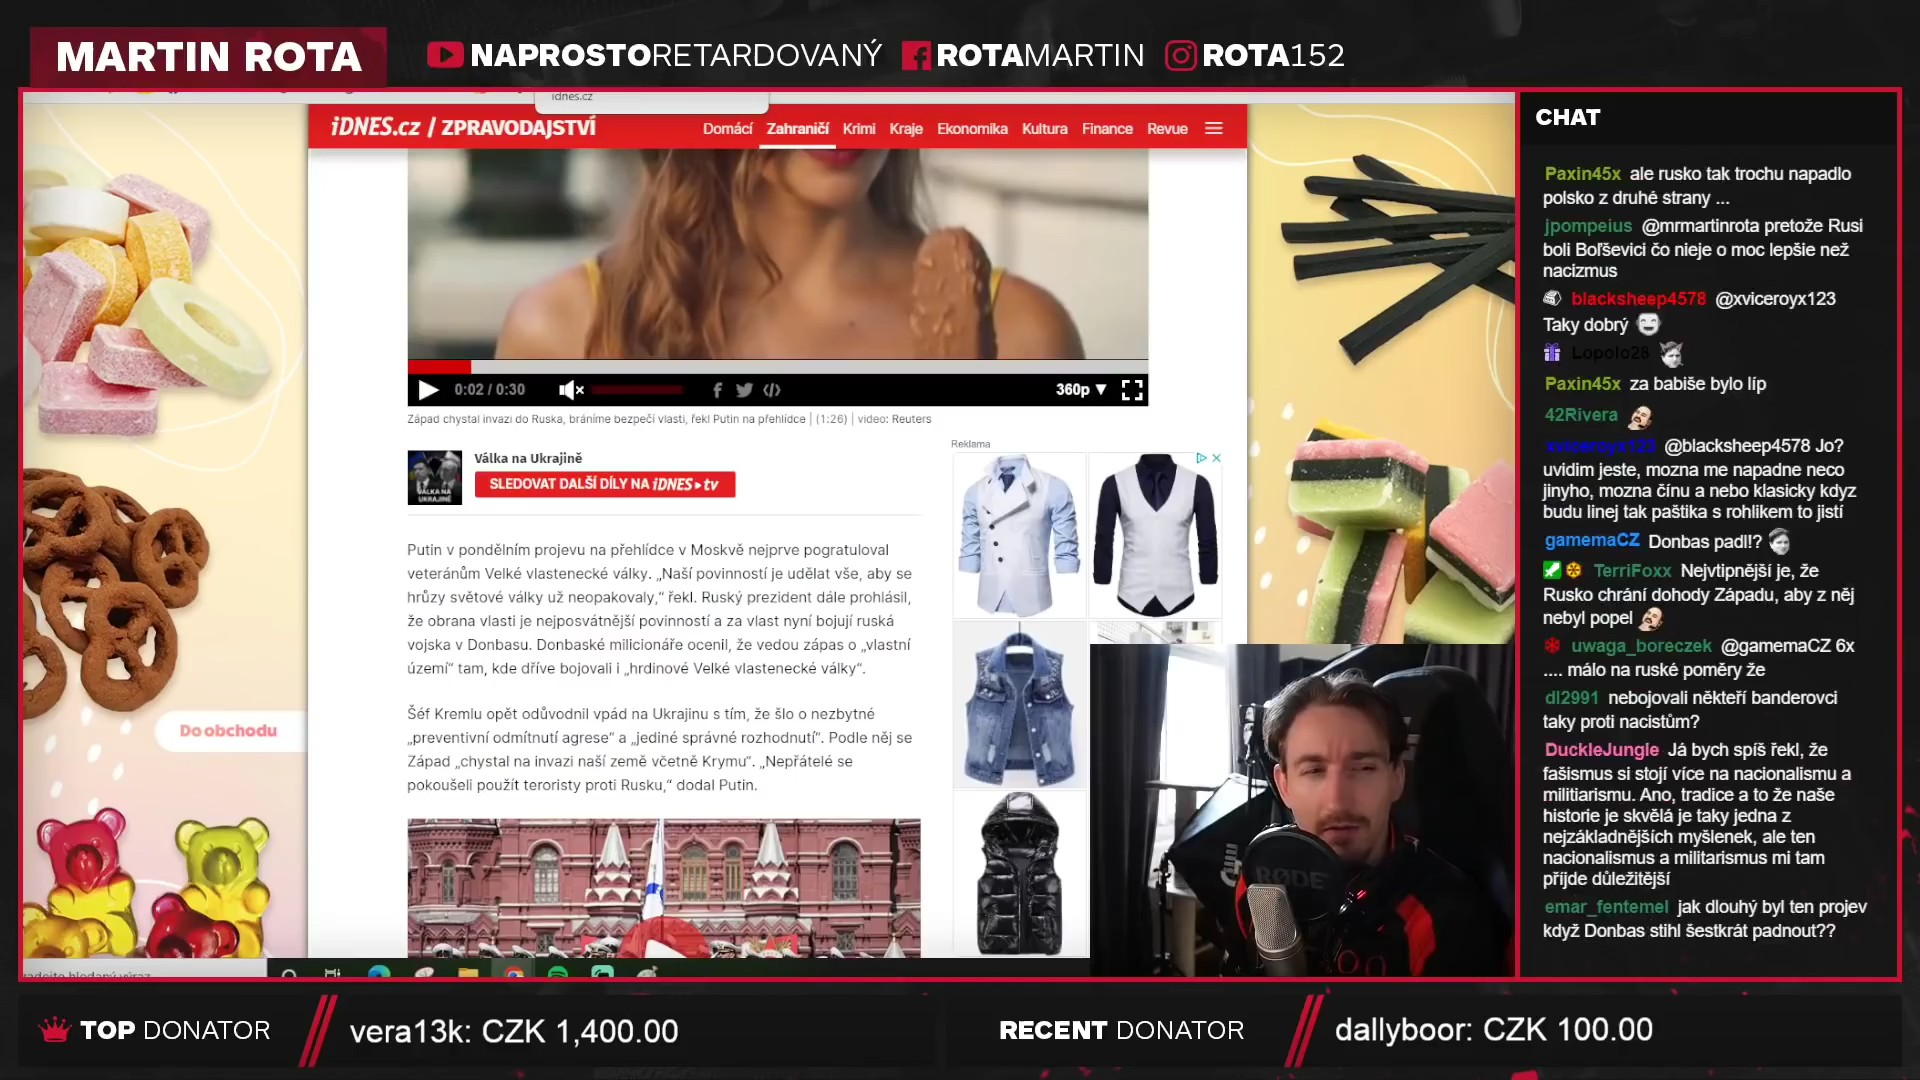 MARTIN ROTA
NAPROSTORETARDOVANÝ
ROTAMARTIN
ROTA152
idnes.cz
iDNES.cz / ZPRAVODAJSTVÍ
Domácí Zahraničí Krimi Kraje Ekonomika Kultura Finance Revue
0:02 / 0:30
360p ▼
Západ chystal invazi do Ruska, bráníme bezpečí vlasti, řekl Putin na přehlídce | (1:26) | video: Reuters
VÁLKA NA
UKRAJINĚ
Válka na Ukrajině
SLEDOVAT DALŠÍ DÍLY NA iDNES tv
Reklama
Putin v pondělním projevu na přehlídce v Moskvě nejprve pogratuloval
veteránům Velké vlastenecké války. „Naší povinností je udělat vše, aby se
hrůzy světové války už neopakovaly,“ řekl. Ruský prezident dále prohlásil,
že obrana vlasti je nejposvátnější povinností a za vlast nyní bojují ruská
vojska v Donbasu. Donbaské milicionáře ocenil, že vedou zápas o „vlastní
území“ tam, kde dříve bojovali i „hrdinové Velké vlastenecké války“.
Šéf Kremlu opět odůvodnil vpád na Ukrajinu s tím, že šlo o nezbytné
„preventivní odmítnutí agrese“ a „jediné správné rozhodnutí“. Podle něj se
Západ „chystal na invazi naší země včetně Krymu“. „Nepřátelé se
pokoušeli použít teroristy proti Rusku,“ dodal Putin.
Do obchodu
RØDE
CHAT
Paxin45x ale rusko tak trochu napadlo
polsko z druhé strany ...
jpompeius @mrmartinrota pretože Rusi
boli Boľševici čo nieje o moc lepšie než
nacizmus
blacksheep4578 @xviceroyx123
Taky dobrý
Lopolo28
Paxin45x za babiše bylo líp
42Rivera
xviceroyx123 @blacksheep4578 Jo?
uvidim jeste, mozna me napadne neco
jinyho, mozna čínu a nebo klasicky kdyz
budu linej tak paštika s rohlikem to jistí
gamemaCZ Donbas padl!?
TerriFoxx Nejvtipnější je, že
Rusko chrání dohody Západu, aby z něj
nebyl popel
uwaga_boreczek @gamemaCZ 6x
.... málo na ruské poměry že
dl2991 nebojovali někteří banderovci
taky proti nacistům?
DuckleJungle Já bych spíš řekl, že
fašismus si stojí více na nacionalismu a
militiarismu. Ano, tradice a to že naše
historie je skvělá je taky jedna z
nejzákladnějších myšlenek, ale ten
nacionalismus a militarismus mi tam
příjde důležitější
emar_fentemel jak dlouhý byl ten projev
když Donbas stihl šestkrát padnout??
TOP DONATOR
vera13k: CZK 1,400.00
RECENT DONATOR
dallyboor: CZK 100.00